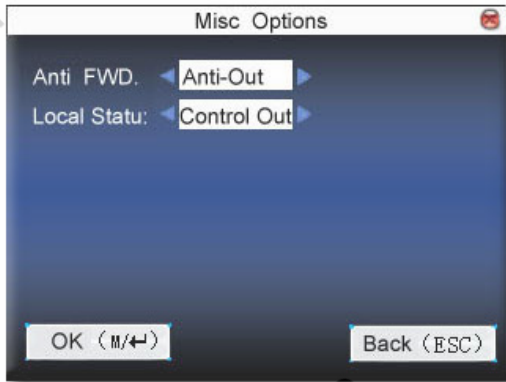 Misc Options
Anti FWD. Anti-Out
Local Statu: Control Out
OK (M/↵) Back (ESC)